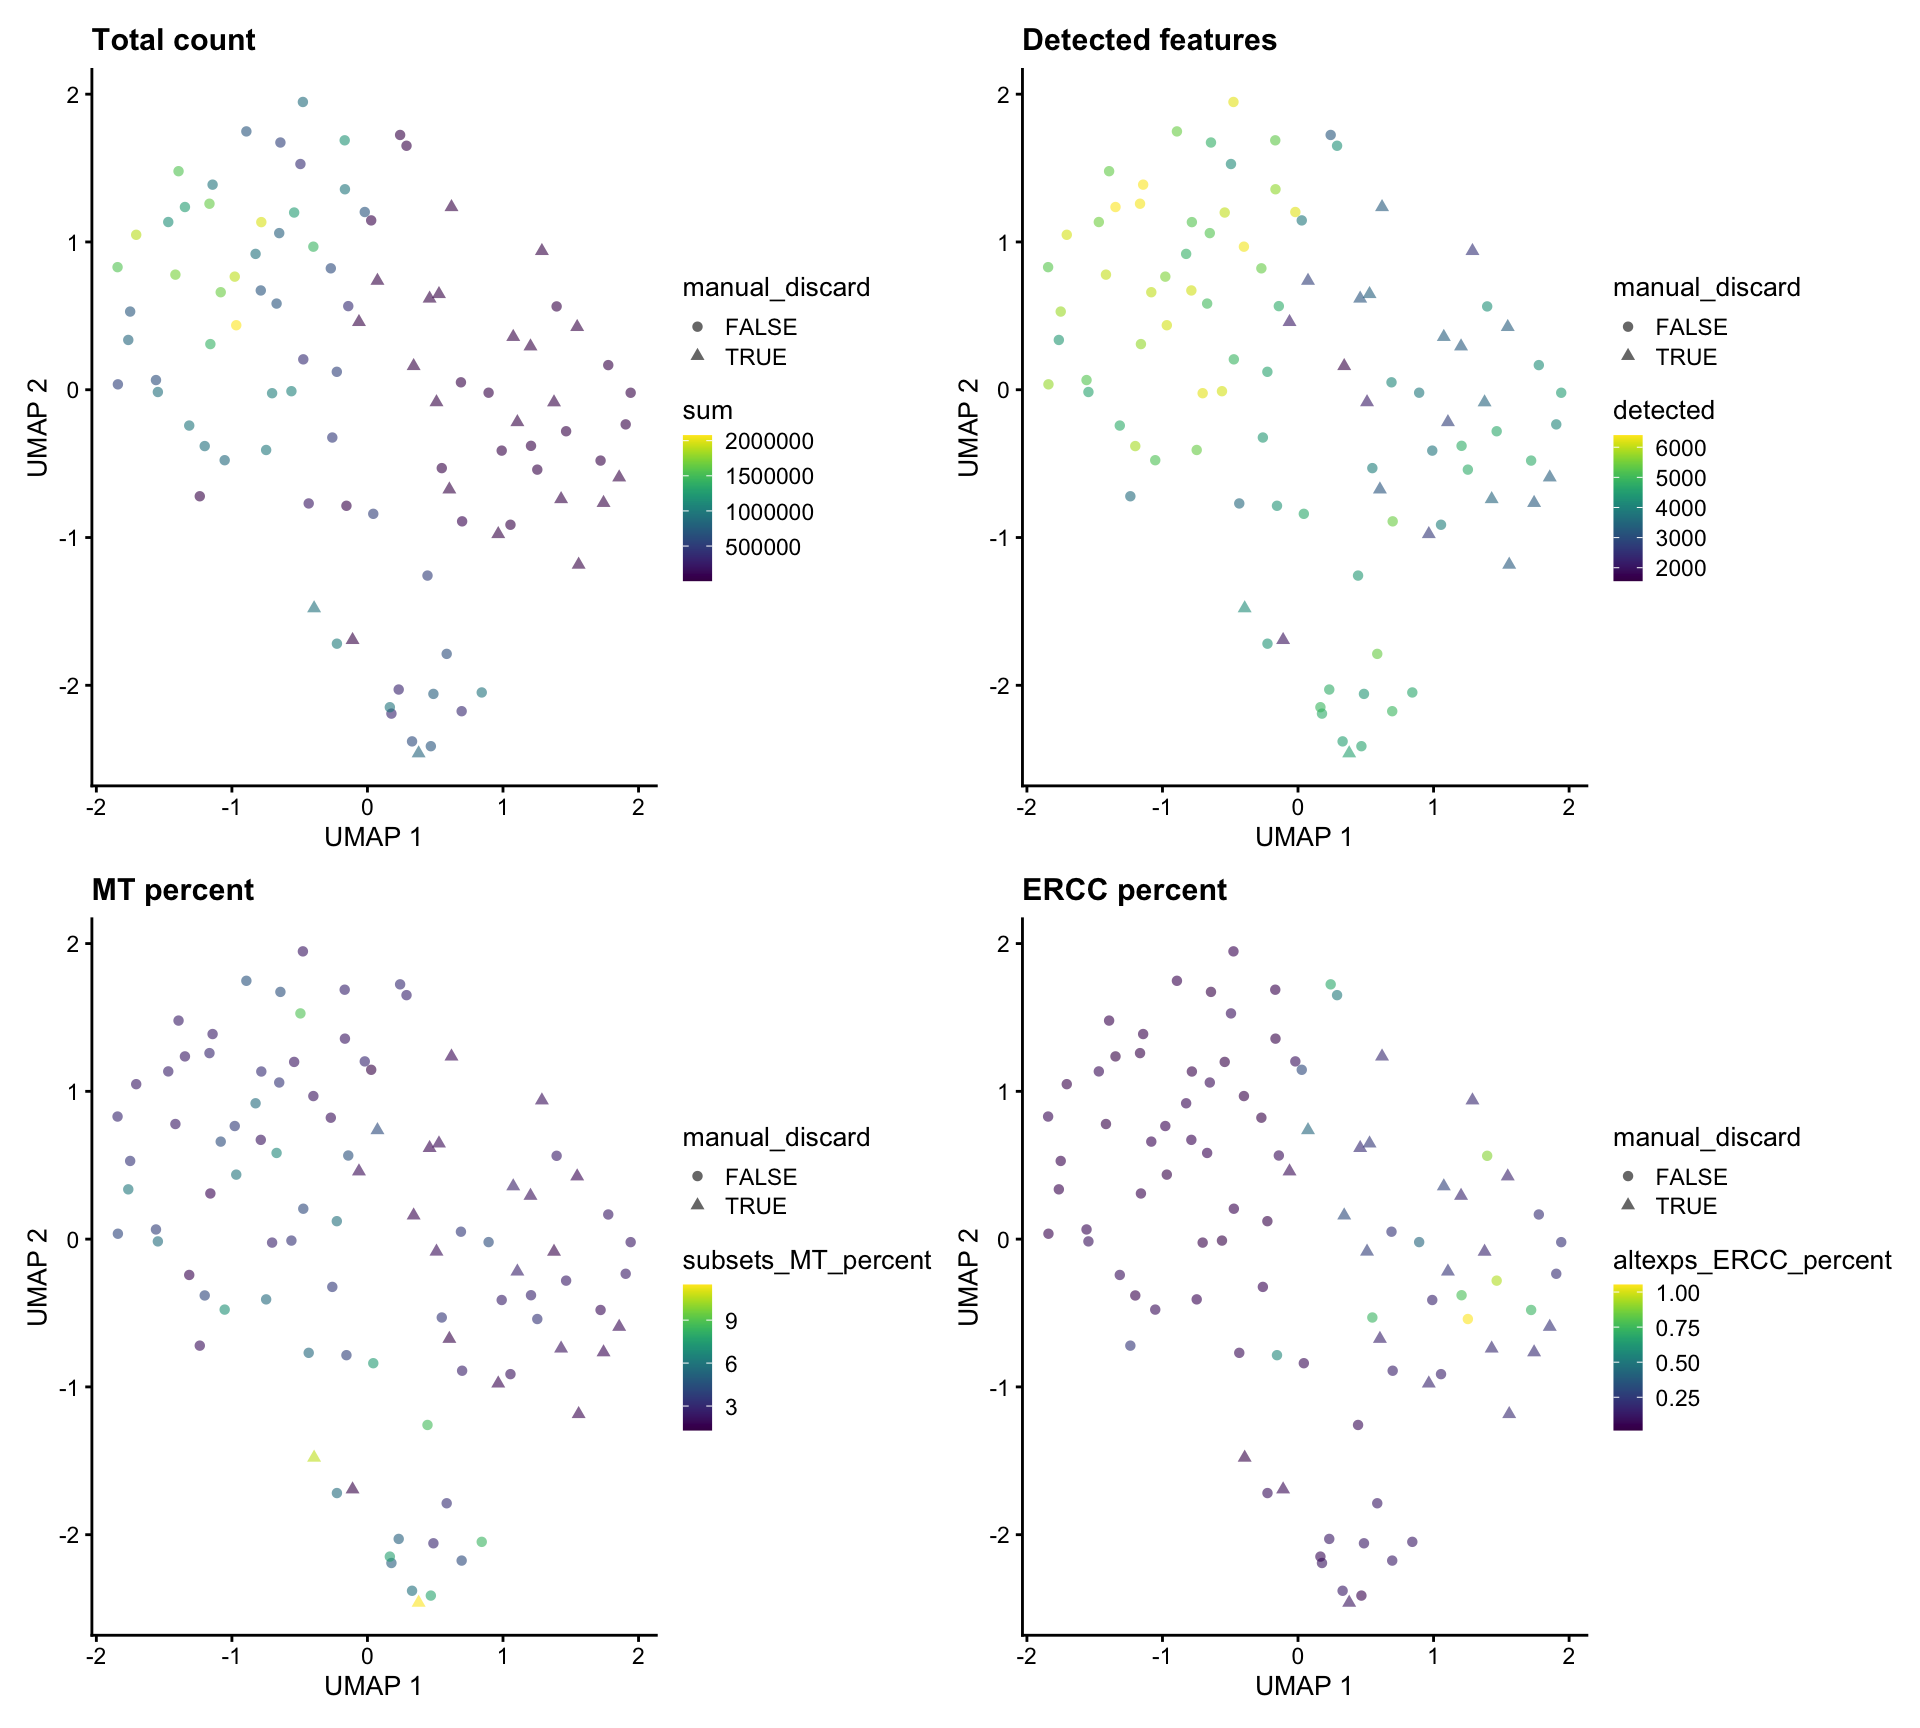 Total count
2
1
0
-1
-2
UMAP 2
-2 -1 0 1 2
UMAP 1
manual_discard
FALSE
TRUE
sum
2000000
1500000
1000000
500000
Detected features
2
1
0
-1
-2
UMAP 2
-2 -1 0 1 2
UMAP 1
manual_discard
FALSE
TRUE
detected
6000
5000
4000
3000
2000
MT percent
2
1
0
-1
-2
UMAP 2
-2 -1 0 1 2
UMAP 1
manual_discard
FALSE
TRUE
subsets_MT_percent
9
6
3
ERCC percent
2
1
0
-1
-2
UMAP 2
-2 -1 0 1 2
UMAP 1
manual_discard
FALSE
TRUE
altexps_ERCC_percent
1.00
0.75
0.50
0.25